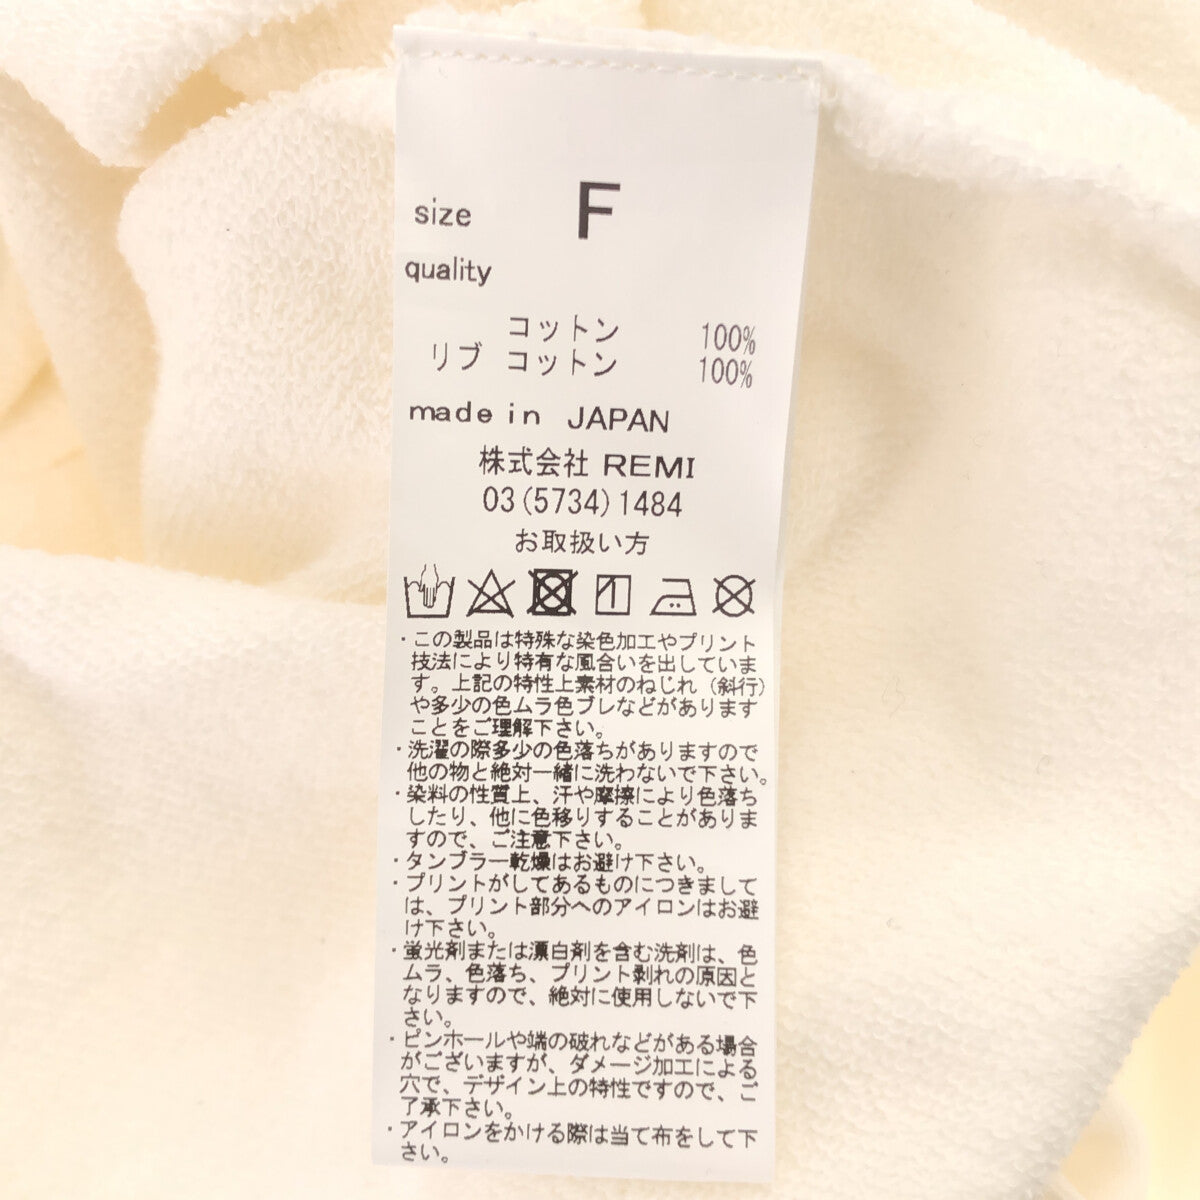 size F
quality
コットン 100%
リブ コットン 100%
made in JAPAN
株式会社 REMI
03(5734)1484
お取扱い方
・この製品は特殊な染色加工やプリント
技法により特有な風合いを出していま
す。上記の特性上素材のねじれ（斜行）
や多少の色ムラ色ブレなどがあります
ことをご理解下さい。
・洗濯の際多少の色落ちがありますので
他の物と絶対一緒に洗わないで下さい。
・染料の性質上、汗や摩擦により色落ち
したり、他に色移りすることがありま
すので、ご注意下さい。
・タンブラー乾燥はお避け下さい。
・プリントがしてあるものにつきまして
は、プリント部分へのアイロンはお避
け下さい。
・蛍光剤または漂白剤を含む洗剤は、色
ムラ、色落ち、プリント剥れの原因と
なりますので、絶対に使用しないで下
さい。
・ピンホールや端の破れなどがある場合
がございますが、ダメージ加工による
穴で、デザイン上の特性ですので、ご
了承下さい。
・アイロンをかける際は当て布をして下
さい。